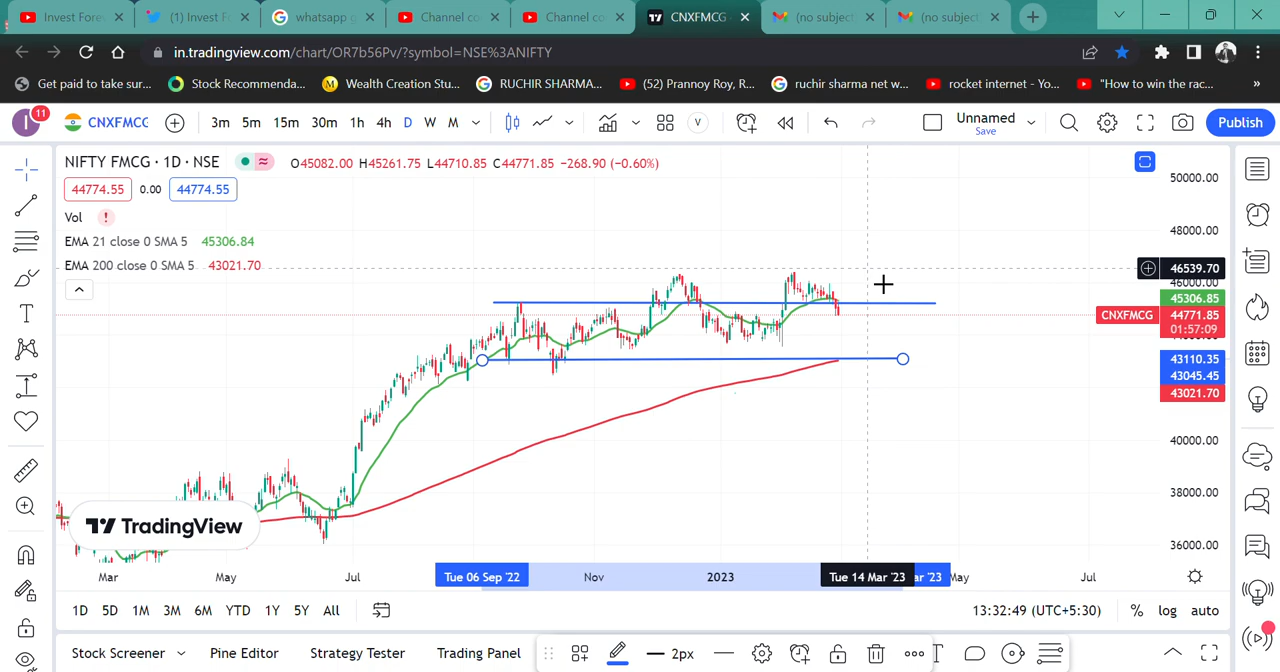 Invest Fore
(1) Invest F
whatsapp g
Channel co
Channel co
CNXFMCG
(no subject
(no subject
in.tradingview.com/chart/OR7b56Pv/?symbol=NSE%3ANIFTY
Get paid to take sur...
Stock Recommenda...
Wealth Creation Stu...
RUCHIR SHARMA...
(52) Prannoy Roy, R...
ruchir sharma net w...
rocket internet - Yo...
"How to win the rac...
»
I
11
CNXFMCG
3m
5m
15m
30m
1h
4h
D
W
M
V
Unnamed
Save
Publish
NIFTY FMCG · 1D · NSE
O45082.00 H45261.75 L44710.85 C44771.85 −268.90 (−0.60%)
44774.55
0.00
44774.55
Vol
EMA 21 close 0 SMA 5 45306.84
EMA 200 close 0 SMA 5 43021.70
50000.00
48000.00
46539.70
46000.00
45306.85
CNXFMCG
44771.85
01:57:09
43110.35
43045.45
43021.70
40000.00
38000.00
36000.00
TradingView
Mar
May
Jul
Tue 06 Sep '22
Nov
2023
Tue 14 Mar '23
ar '23
May
Jul
1D
5D
1M
3M
6M
YTD
1Y
5Y
All
13:32:49 (UTC+5:30)
%
log
auto
Stock Screener
Pine Editor
Strategy Tester
Trading Panel
2px